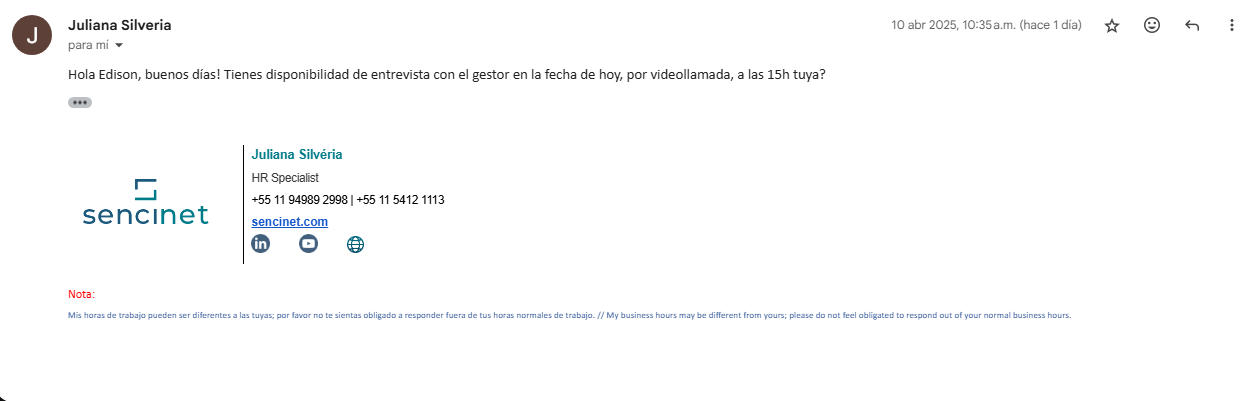 Juliana Silveria
10 abr 2025, 10:35 a.m. (hace 1 día)
para mí
J
Hola Edison, buenos días! Tienes disponibilidad de entrevista con el gestor en la fecha de hoy, por videollamada, a las 15h tuya?
Juliana Silvéria
HR Specialist
+55 11 94989 2998 | +55 11 5412 1113
sencinet.com
sencinet
in
Nota:
Mis horas de trabajo pueden ser diferentes a las tuyas; por favor no te sientas obligado a responder fuera de tus horas normales de trabajo. // My business hours may be different from yours; please do not feel obligated to respond out of your normal business hours.